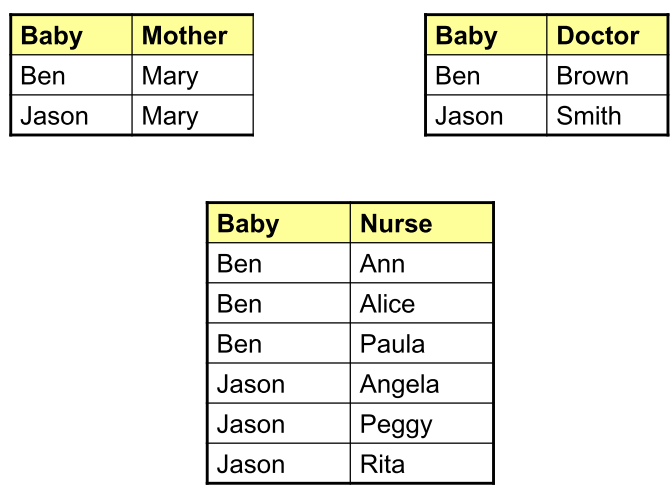 Baby Mother
Ben Mary
Jason Mary
Baby Doctor
Ben Brown
Jason Smith
Baby Nurse
Ben Ann
Ben Alice
Ben Paula
Jason Angela
Jason Peggy
Jason Rita